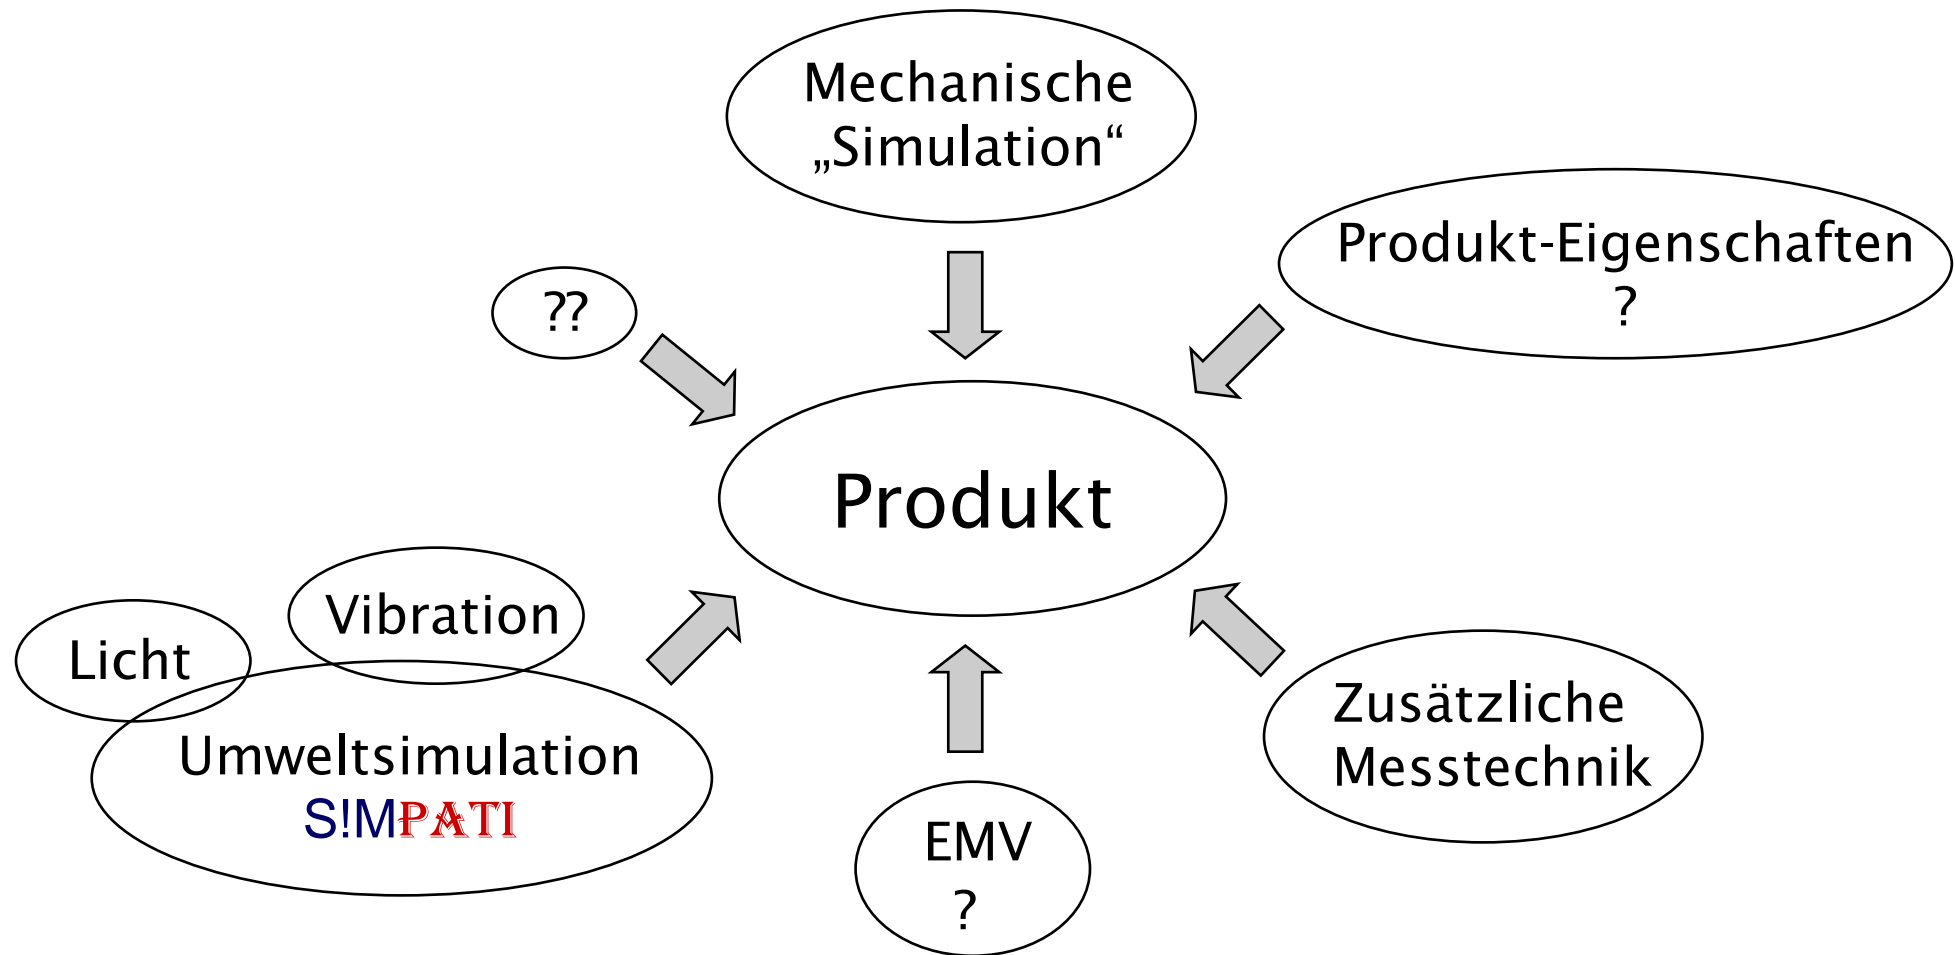 Mechanische
„Simulation“
Produkt-Eigenschaften
?
??
Produkt
Vibration
Licht
Umweltsimulation
S!MPATI
Zusätzliche
Messtechnik
EMV
?